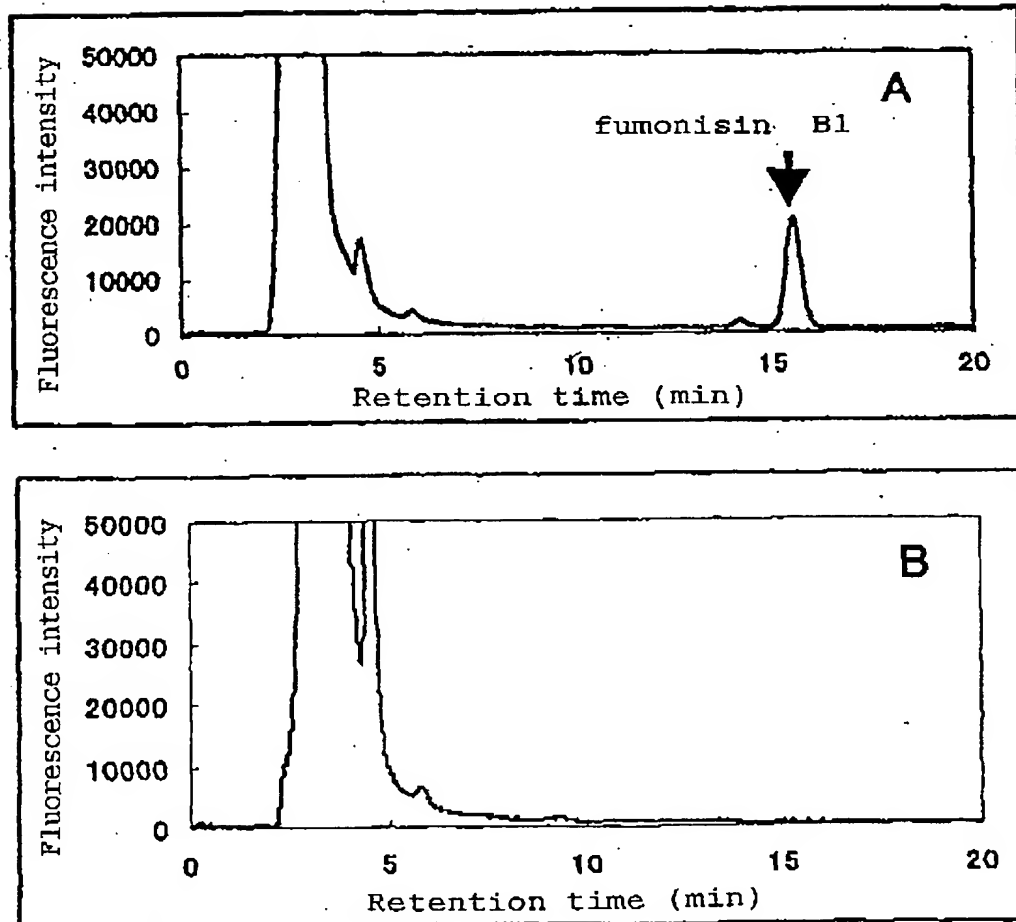 Fluorescence intensity
50000
40000
30000
20000
10000
0
A
fumonisin B1
0 5 10 15 20
Retention time (min)
Fluorescence intensity
50000
40000
30000
20000
10000
0
B
0 5 10 15 20
Retention time (min)